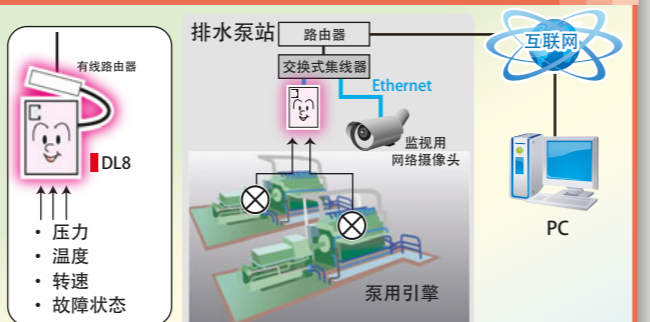 有线路由器
DL8
・ 压力
・ 温度
・ 转速
・ 故障状态
排水泵站
路由器
交换式集线器
Ethernet
监视用
网络摄像头
泵用引擎
互联网
PC